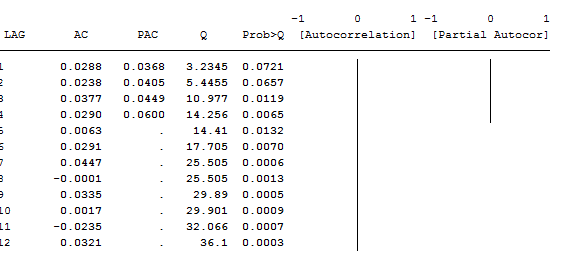 -1 0 1 -1 0 1
LAG AC PAC Q Prob>Q [Autocorrelation] [Partial Autocor]
1 0.0288 0.0368 3.2345 0.0721
2 0.0238 0.0405 5.4455 0.0657
3 0.0377 0.0449 10.977 0.0119
4 0.0290 0.0600 14.256 0.0065
5 0.0063 . 14.41 0.0132
6 0.0291 . 17.705 0.0070
7 0.0447 . 25.505 0.0006
8 -0.0001 . 25.505 0.0013
9 0.0335 . 29.89 0.0005
10 0.0017 . 29.901 0.0009
11 -0.0235 . 32.066 0.0007
12 0.0321 . 36.1 0.0003